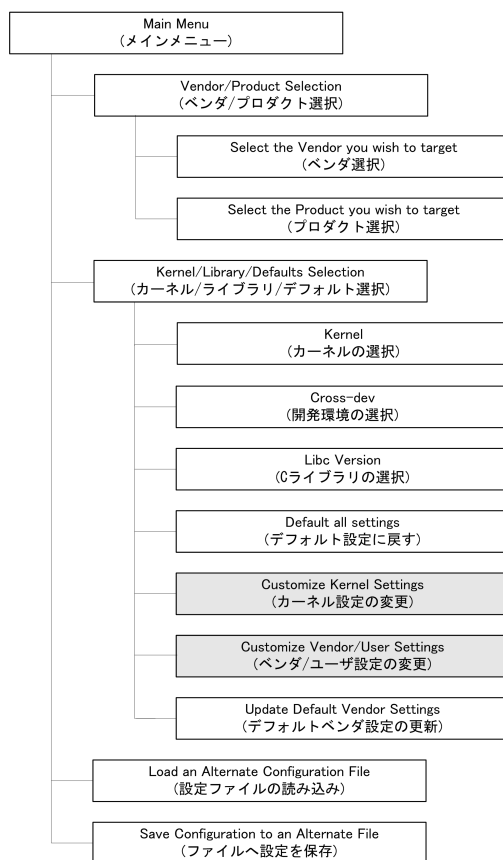 Main Menu
(メインメニュー)
Vendor/Product Selection
(ベンダ/プロダクト選択)
Select the Vendor you wish to target
(ベンダ選択)
Select the Product you wish to target
(プロダクト選択)
Kernel/Library/Defaults Selection
(カーネル/ライブラリ/デフォルト選択)
Kernel
(カーネルの選択)
Cross-dev
(開発環境の選択)
Libc Version
(Cライブラリの選択)
Default all settings
(デフォルト設定に戻す)
Customize Kernel Settings
(カーネル設定の変更)
Customize Vendor/User Settings
(ベンダ/ユーザ設定の変更)
Update Default Vendor Settings
(デフォルトベンダ設定の更新)
Load an Alternate Configuration File
(設定ファイルの読み込み)
Save Configuration to an Alternate File
(ファイルへ設定を保存)